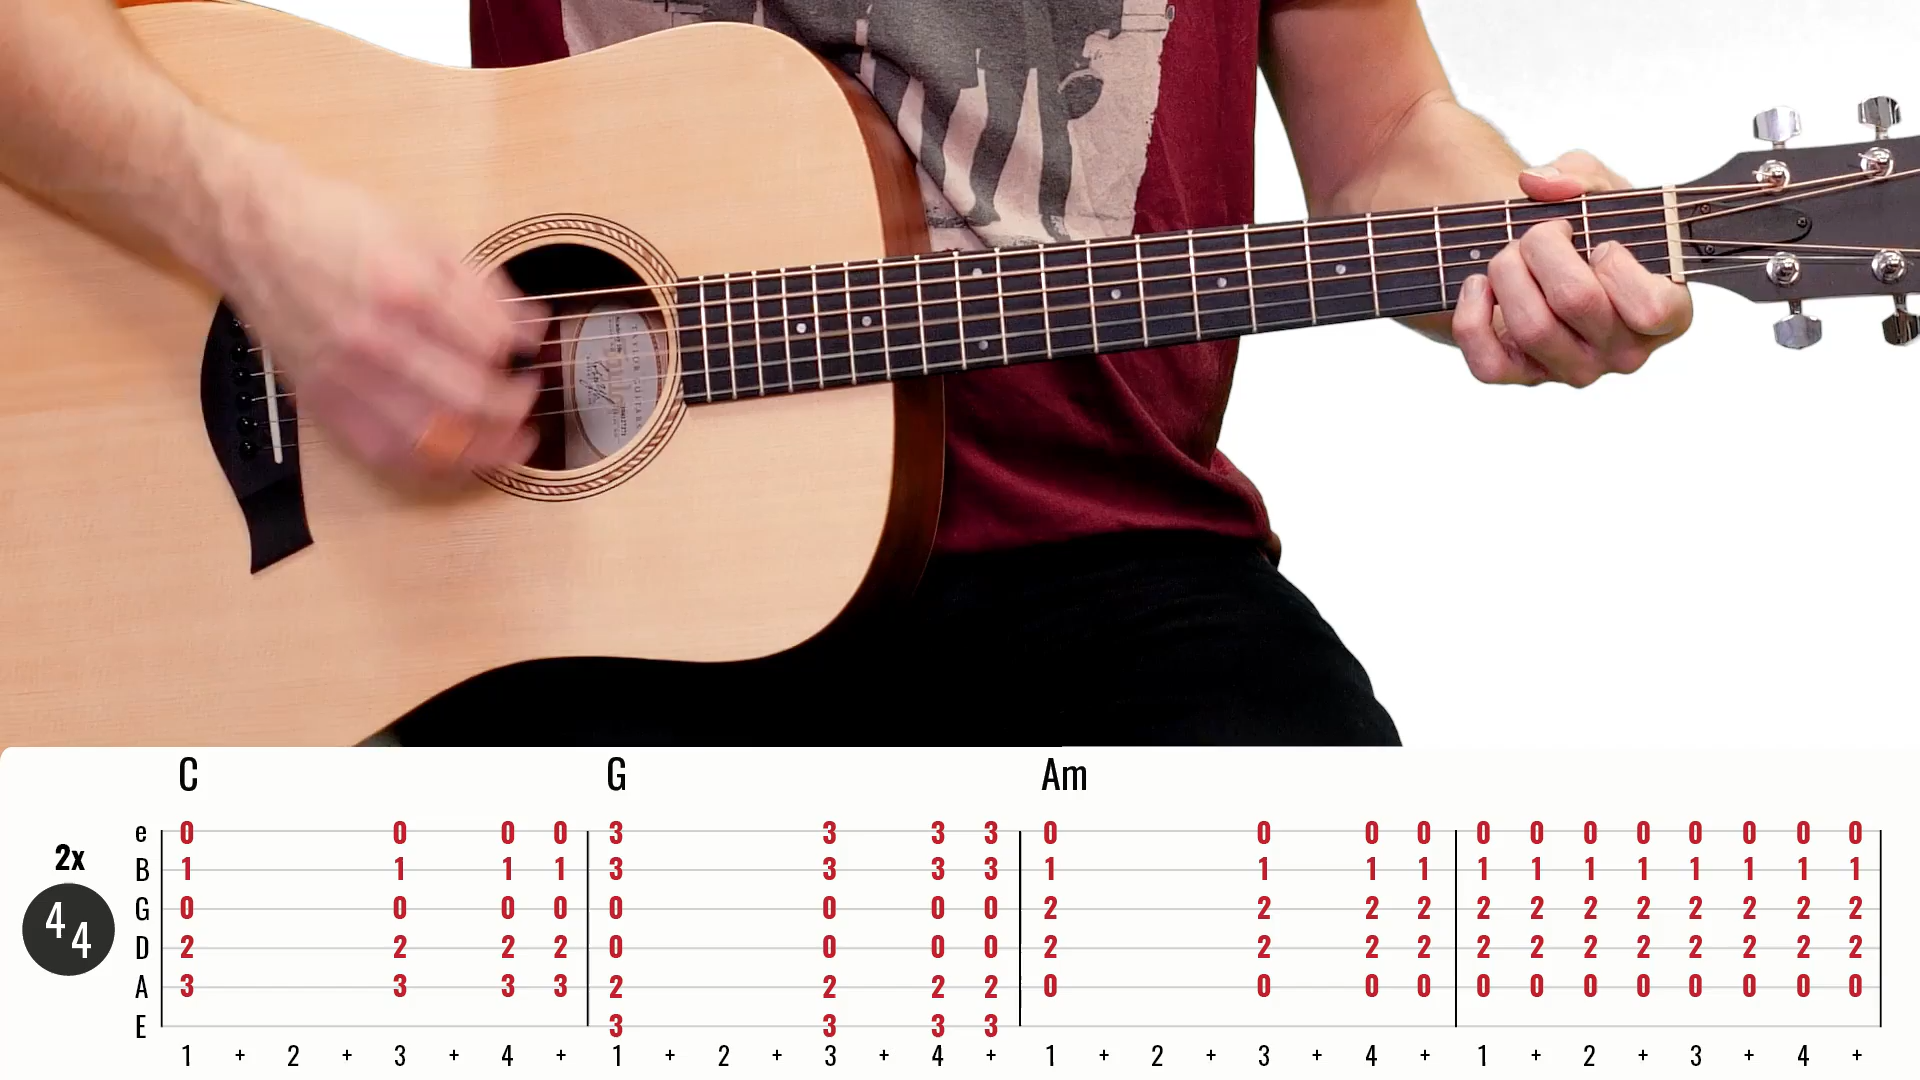 TAYLOR GUITARS
C G Am
e 0 0 0 0 3 3 3 3 0 0 0 0 0 0 0 0 0 0 0 0
2x B 1 1 1 1 3 3 3 3 1 1 1 1 1 1 1 1 1 1 1 1
G 0 0 0 0 0 0 0 0 2 2 2 2 2 2 2 2 2 2 2 2
4 4 D 2 2 2 2 0 0 0 0 2 2 2 2 2 2 2 2 2 2 2 2
A 3 3 3 3 2 2 2 2 0 0 0 0 0 0 0 0 0 0 0 0
E 3 3 3 3
1 + 2 + 3 + 4 + 1 + 2 + 3 + 4 + 1 + 2 + 3 + 4 + 1 + 2 + 3 + 4 +